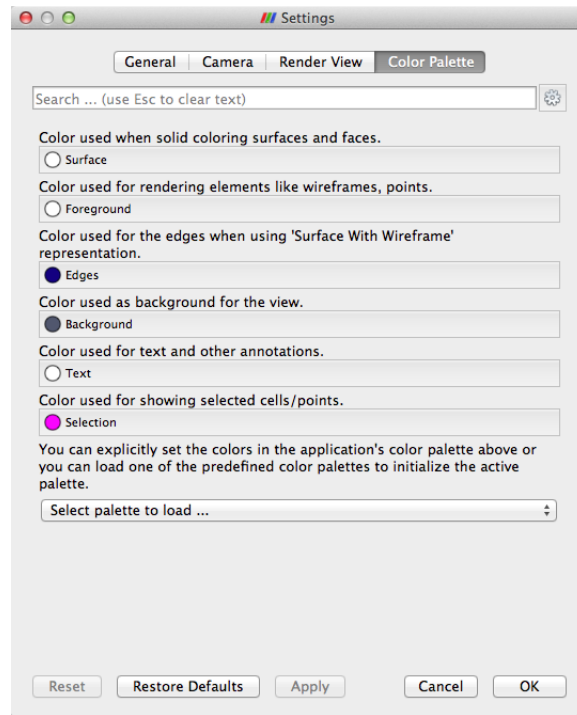 Settings
General Camera Render View Color Palette
Search ... (use Esc to clear text)
Color used when solid coloring surfaces and faces.
Surface
Color used for rendering elements like wireframes, points.
Foreground
Color used for the edges when using 'Surface With Wireframe'
representation.
Edges
Color used as background for the view.
Background
Color used for text and other annotations.
Text
Color used for showing selected cells/points.
Selection
You can explicitly set the colors in the application's color palette above or
you can load one of the predefined color palettes to initialize the active
palette.
Select palette to load ...
Reset Restore Defaults Apply Cancel OK